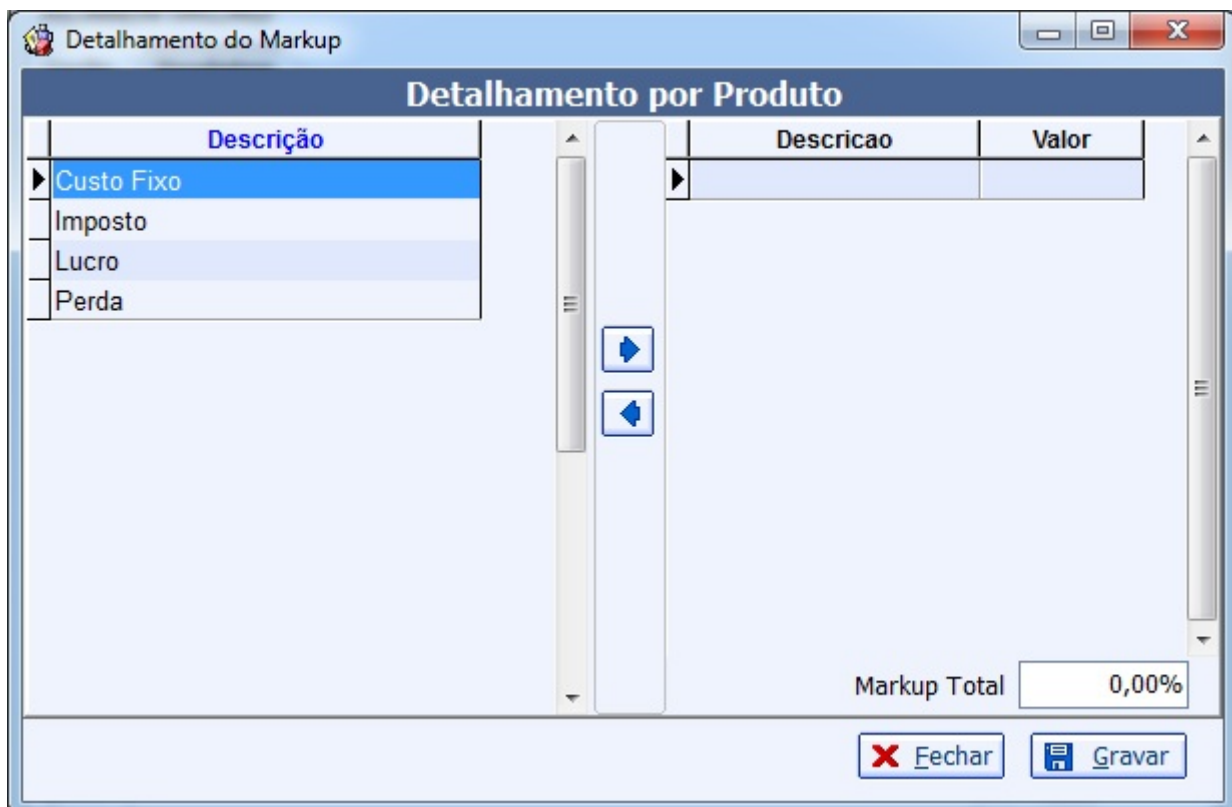 Detalhamento do Markup
Detalhamento por Produto
Descrição
Descricao Valor
Custo Fixo
Imposto
Lucro
Perda
Markup Total 0,00%
Fechar Gravar